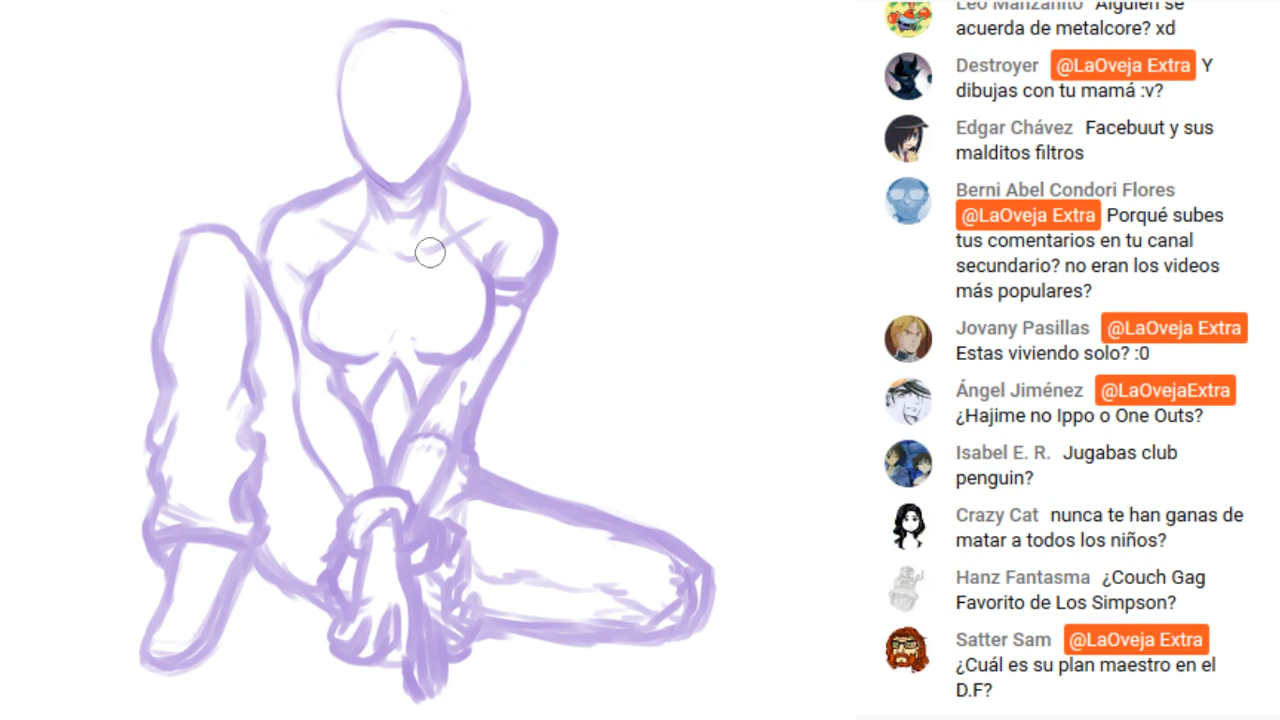 Leo Manzanito Alguien se
acuerda de metalcore? xd
Destroyer @LaOveja Extra Y
dibujas con tu mamá :v?
Edgar Chávez Facebuut y sus
malditos filtros
Berni Abel Condori Flores
@LaOveja Extra Porqué subes
tus comentarios en tu canal
secundario? no eran los videos
más populares?
Jovany Pasillas @LaOveja Extra
Estas viviendo solo? :0
Ángel Jiménez @LaOvejaExtra
¿Hajime no Ippo o One Outs?
Isabel E. R. Jugabas club
penguin?
Crazy Cat nunca te han ganas de
matar a todos los niños?
Hanz Fantasma ¿Couch Gag
Favorito de Los Simpson?
Satter Sam @LaOveja Extra
¿Cuál es su plan maestro en el
D.F?